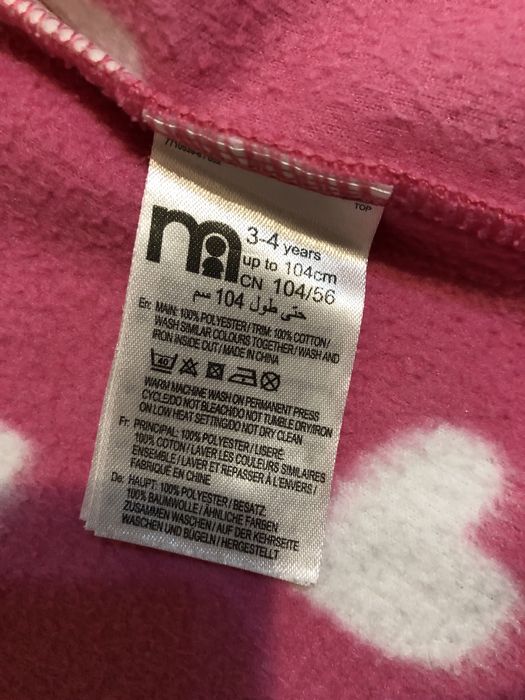 TOP
m
3-4 years
up to 104cm
CN 104/56
حتى طول 104 سم
En: MAIN: 100% POLYESTER / TRIM: 100% COTTON /
WASH SIMILAR COLOURS TOGETHER / WASH AND
IRON INSIDE OUT / MADE IN CHINA
40
WARM MACHINE WASH ON PERMANENT PRESS
CYCLE/DO NOT BLEACH/DO NOT TUMBLE DRY/IRON
ON LOW HEAT SETTING/DO NOT DRY CLEAN
Fr: PRINCIPAL: 100% POLYESTER / LISERÉ:
100% COTON / LAVER LES COULEURS SIMILAIRES
ENSEMBLE / LAVER ET REPASSER À L'ENVERS /
FABRIQUÉ EN CHINE
De: HAUPT: 100% POLYESTER / BESATZ:
100% BAUMWOLLE / ÄHNLICHE FARBEN
ZUSAMMEN WASCHEN / AUF DER KEHRSEITE
WASCHEN UND BÜGELN / HERGESTELLT